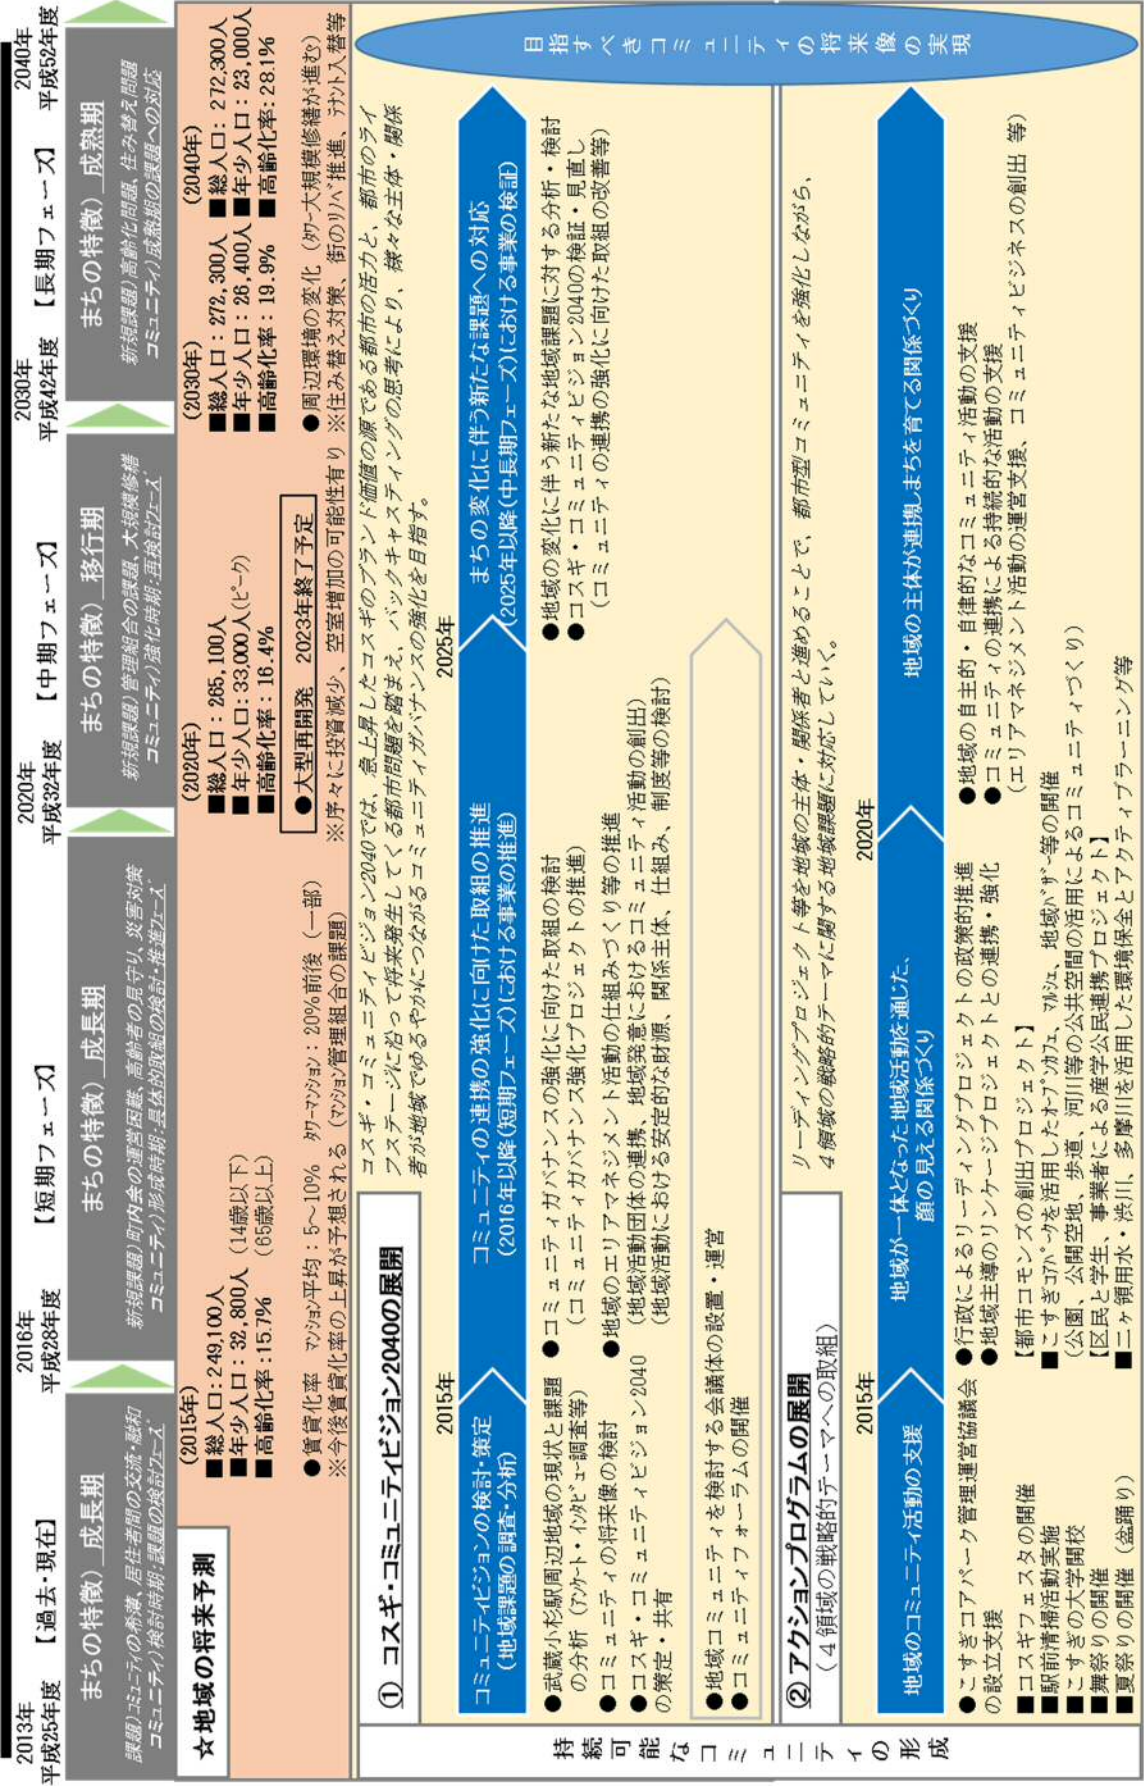 2013年
平成25年度
【過去・現在】
2016年
平成28年度
【短期フェーズ】
2020年
平成32年度
【中期フェーズ】
2030年
平成42年度
【長期フェーズ】
2040年
平成52年度
まちの特徴）_成長期
課題)コミュニティの希薄、居住者間の交流・融和
コミュニティ)検討時期:課題の検討フェーズ
まちの特徴）_成長期
新規課題)町内会の運営困難、高齢者の見守り、災害対策
コミュニティ)形成時期:具体的取組の検討・推進フェーズ
まちの特徴）_移行期
新規課題)管理組合の課題、大規模修繕
コミュニティ)強化時期:再検討フェーズ
まちの特徴）_成熟期
新規課題)高齢化問題、住み替え問題
コミュニティ)成熟期の課題への対応
☆地域の将来予測
(2015年)
■総人口:249,100人
■年少人口:32,800人 (14歳以下)
■高齢化率:15.7% (65歳以上)
(2020年)
■総人口:265,100人
■年少人口:33,000人(ピーク)
■高齢化率:16.4%
(2030年)
■総人口:272,300人
■年少人口:26,400人
■高齢化率:19.9%
(2040年)
■総人口:272,300人
■年少人口:23,000人
■高齢化率:28.1%
●賃貸化率 マンション平均:5～10% タワーマンション:20%前後（一部）
※今後賃貸化率の上昇が予想される（マンション管理組合の課題）
●大型再開発 2023年終了予定
※序々に投資減少、空室増加の可能性有り
●周辺環境の変化（タワー大規模修繕が進む）
※住み替え対策、街のリノベ推進、テナント入替等
持続可能なコミュニティの形成
① コスギ・コミュニティビジョン2040の展開
コスギ・コミュニティビジョン2040では、急上昇したコスギのブランド価値の源である都市の活力と、都市のライ
フステージに沿って将来発生してくる都市問題を踏まえ、バックキャスティングの思考により、様々な主体・関係
者が地域でゆるやかにつながるコミュニティガバナンスの強化を目指す。
2015年
2025年
コミュニティビジョンの検討・策定
(地域課題の調査・分析)
コミュニティの連携の強化に向けた取組の推進
(2016年以降(短期フェーズ)における事業の推進)
まちの変化に伴う新たな課題への対応
(2025年以降(中長期フェーズ)における事業の検証)
●武蔵小杉駅周辺地域の現状と課題
の分析（アンケート・インタビュー調査等）
●コミュニティの将来像の検討
●コスギ・コミュニティビジョン2040
の策定・共有
●コミュニティガバナンスの強化に向けた取組の検討
（コミュニティガバナンス強化プロジェクトの推進）
●地域のエリアマネジメント活動の仕組みづくり等の推進
（地域活動団体の連携、地域発意におけるコミュニティ活動の創出）
（地域活動における安定的な財源、関係主体、仕組み、制度等の検討）
●地域の変化に伴う新たな地域課題に対する分析・検討
●コスギ・コミュニティビジョン2040の検証・見直し
（コミュニティの連携の強化に向けた取組の改善等）
●地域コミュニティを検討する会議体の設置・運営
●コミュニティフォーラムの開催
目指すべきコミュニティの将来像の実現
②アクションプログラムの展開
（４領域の戦略的テーマへの取組）
リーディングプロジェクト等を地域の主体・関係者と進めることで、都市型コミュニティを強化しながら、
４領域の戦略的テーマに関する地域課題に対応していく。
2015年
2020年
地域のコミュニティ活動の支援
地域が一体となった地域活動を通じた、
顔の見える関係づくり
地域の主体が連携しまちを育てる関係づくり
●こすぎコアパーク管理運営協議会
の設立支援
■コスギフェスタの開催
■駅前清掃活動実施
■こすぎの大学開校
■舞祭りの開催
■夏祭りの開催（盆踊り）
●行政によるリーディングプロジェクトの政策的推進
●地域主導のリンケージプロジェクトとの連携・強化
【都市コモンズの創出プロジェクト】
■こすぎコアパークを活用したオープンカフェ、マルシェ、地域バザー等の開催
（公園、公開空地、歩道、河川等の公共空間の活用によるコミュニティづくり）
【区民と学生、事業者による産学公民連携プロジェクト】
■二ヶ領用水・渋川、多摩川を活用した環境保全とアクティブラーニング等
●地域の自主的・自律的なコミュニティ活動の支援
●コミュニティの連携による持続的な活動の支援
（エリアマネジメント活動の運営支援、コミュニティビジネスの創出 等）